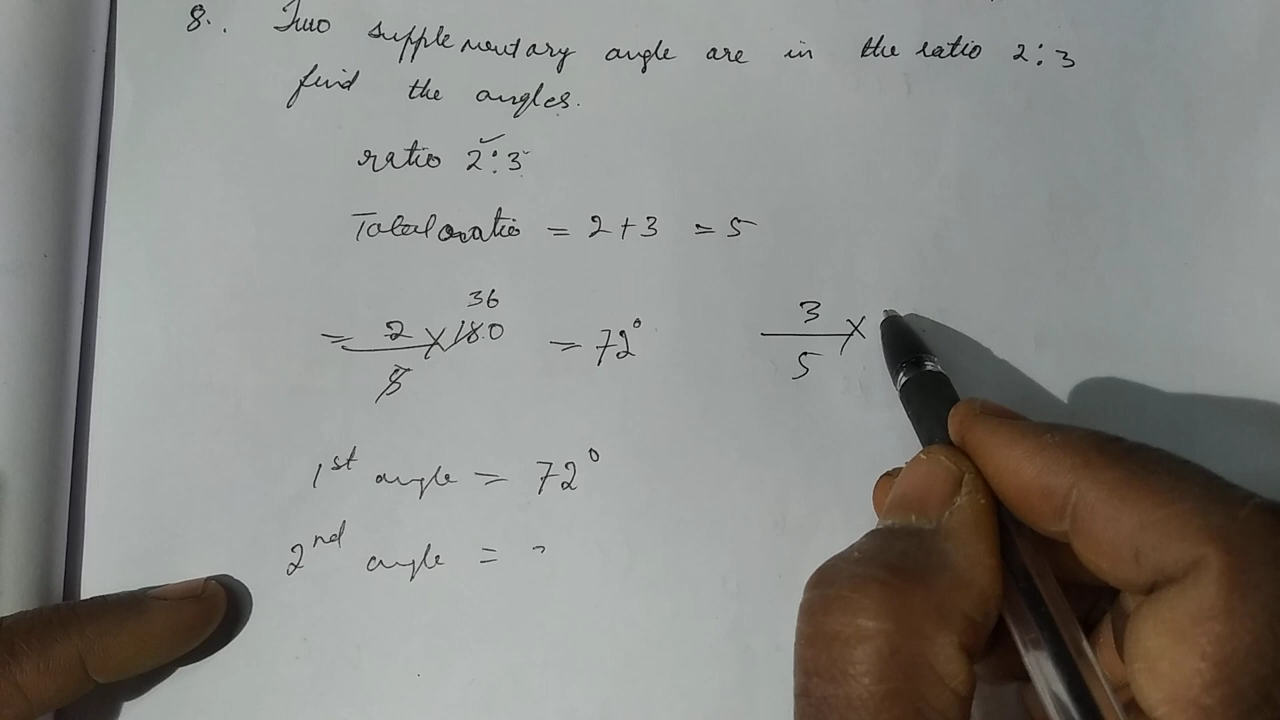 8. Two supplementary angle are in the ratio 2:3
find the angles.
ratio 2:3
Total ratio = 2+3 = 5
= 2/5 × 180 36 = 72° 3/5 ×
1st angle = 72°
2nd angle =